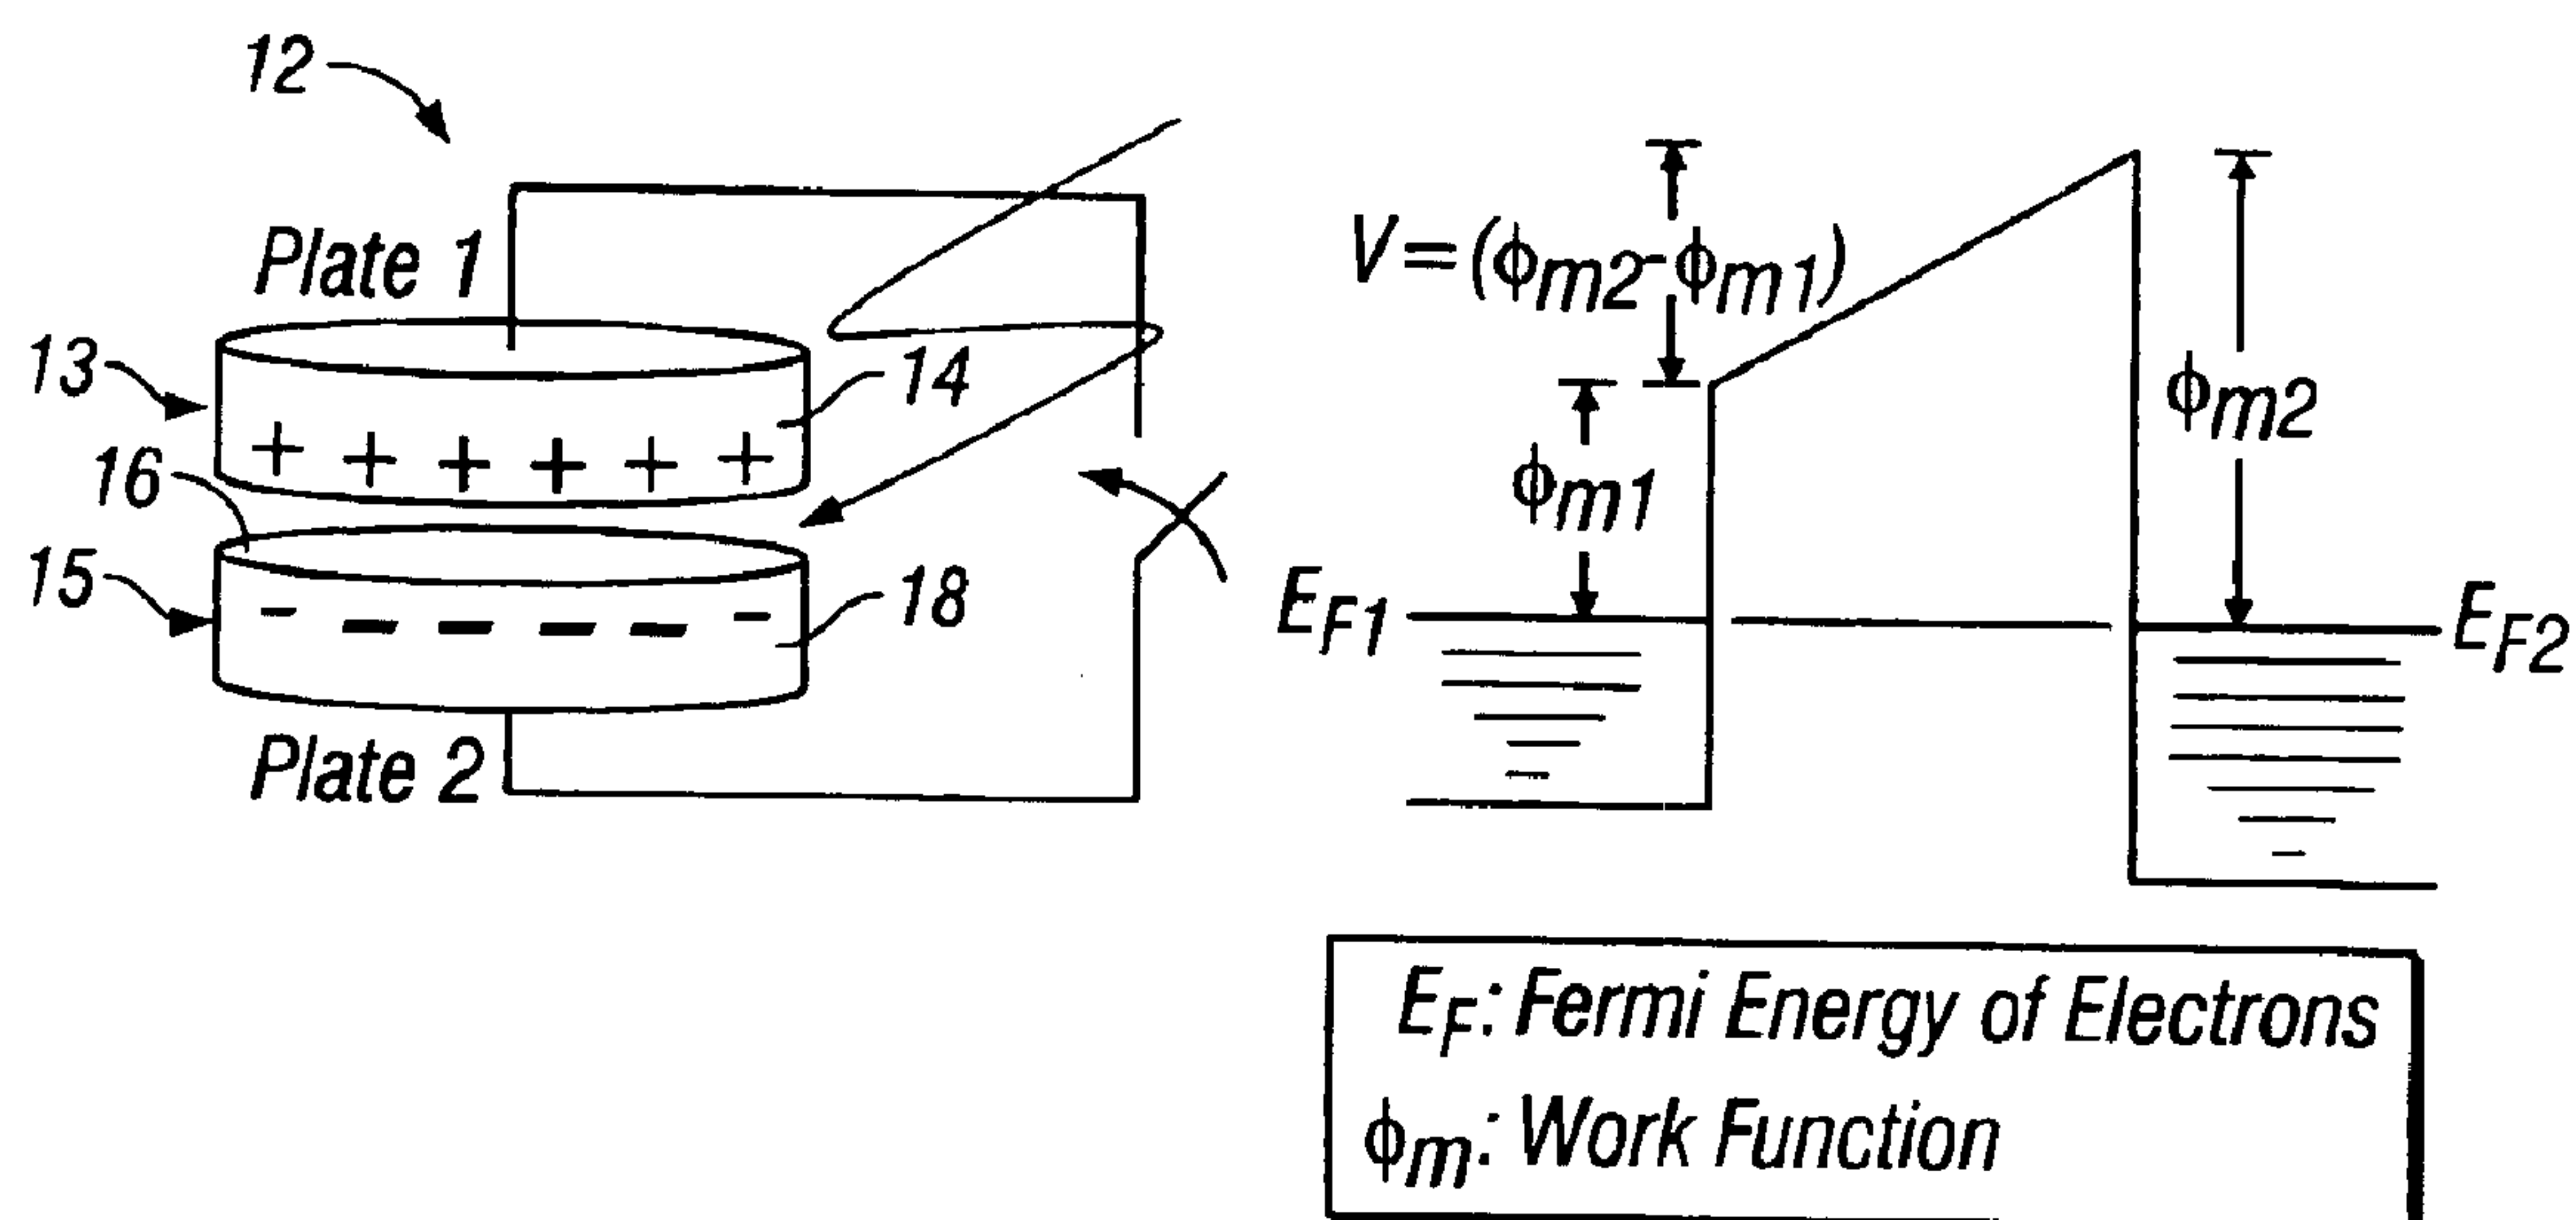 12
Plate 1
13
14
16
15
18
Plate 2
V=(ϕm2-ϕm1)
ϕm1
ϕm2
EF1
EF2
EF: Fermi Energy of Electrons
ϕm: Work Function